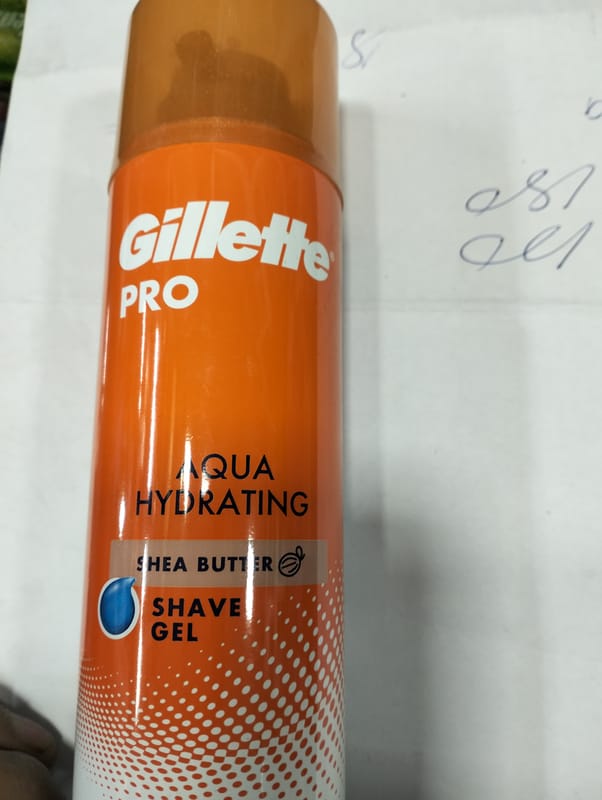 Gillette
PRO
AQUA
HYDRATING
SHEA BUTTER
SHAVE
GEL